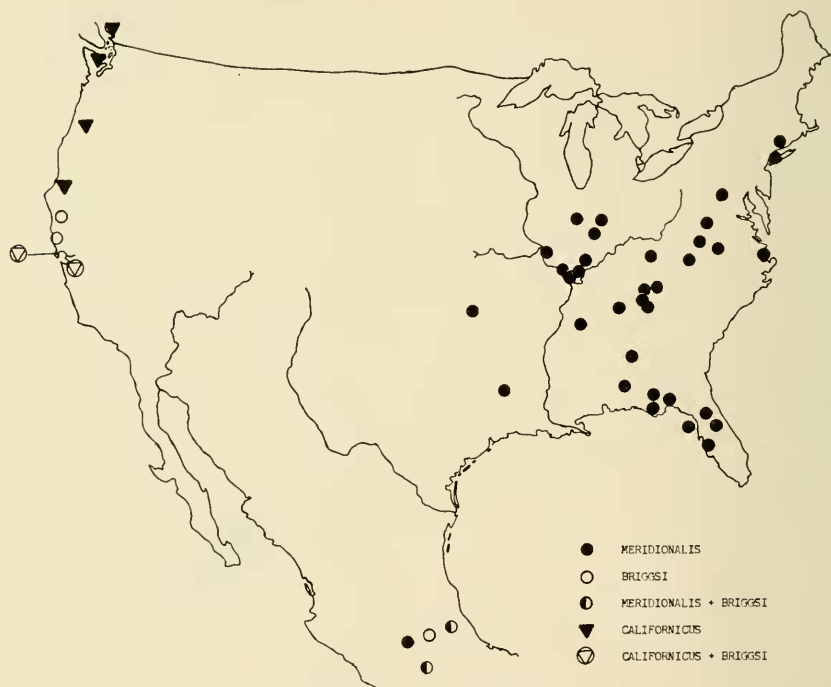 MERIDIONALIS
BRIGGSI
MERIDIONALIS + BRIGGSI
CALIFORNICUS
CALIFORNICUS + BRIGGSI